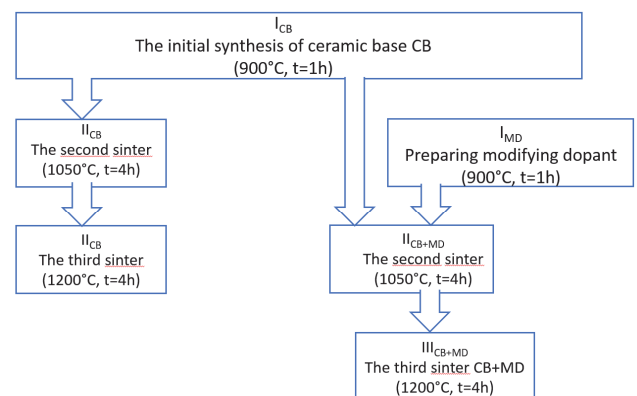 I_CB
The initial synthesis of ceramic base CB
(900°C, t=1h)
II_CB
The second sinter
(1050°C, t=4h)
I_MD
Preparing modifying dopant
(900°C, t=1h)
II_CB
The third sinter
(1200°C, t=4h)
II_CB+MD
The second sinter
(1050°C, t=4h)
III_CB+MD
The third sinter CB+MD
(1200°C, t=4h)